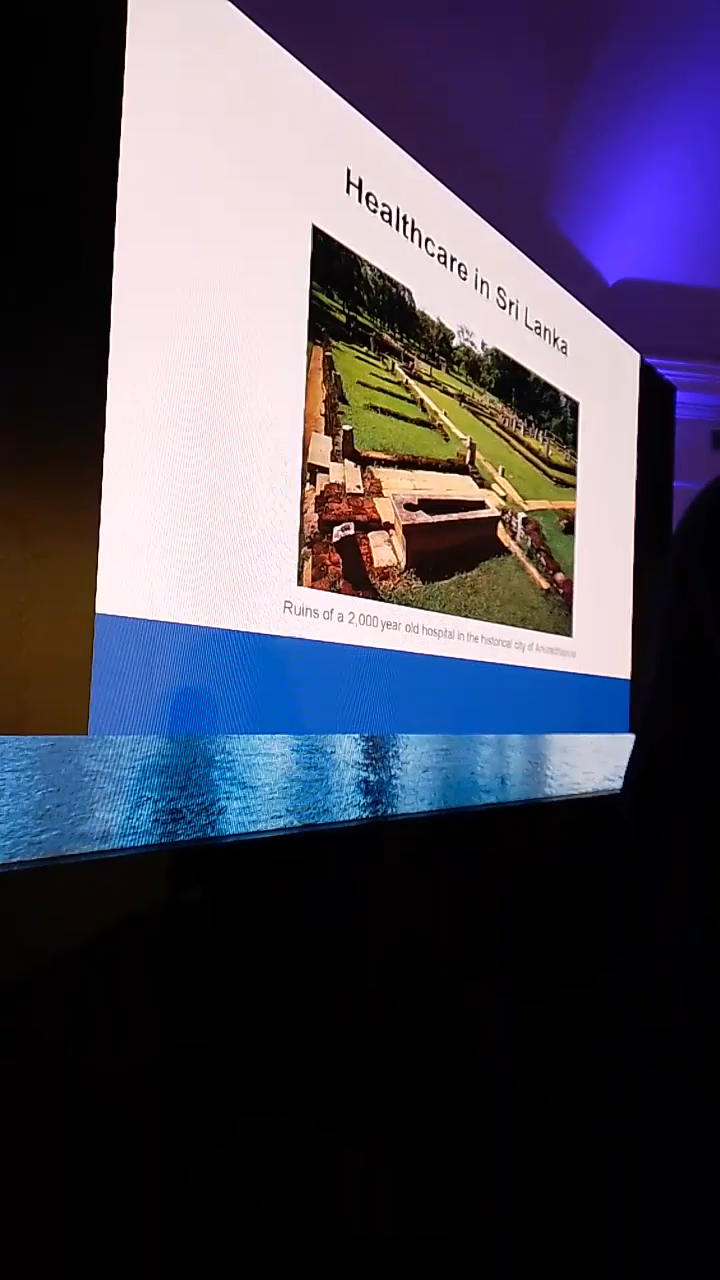 Healthcare in Sri Lanka
Ruins of a 2,000 year old hospital in the historical city of